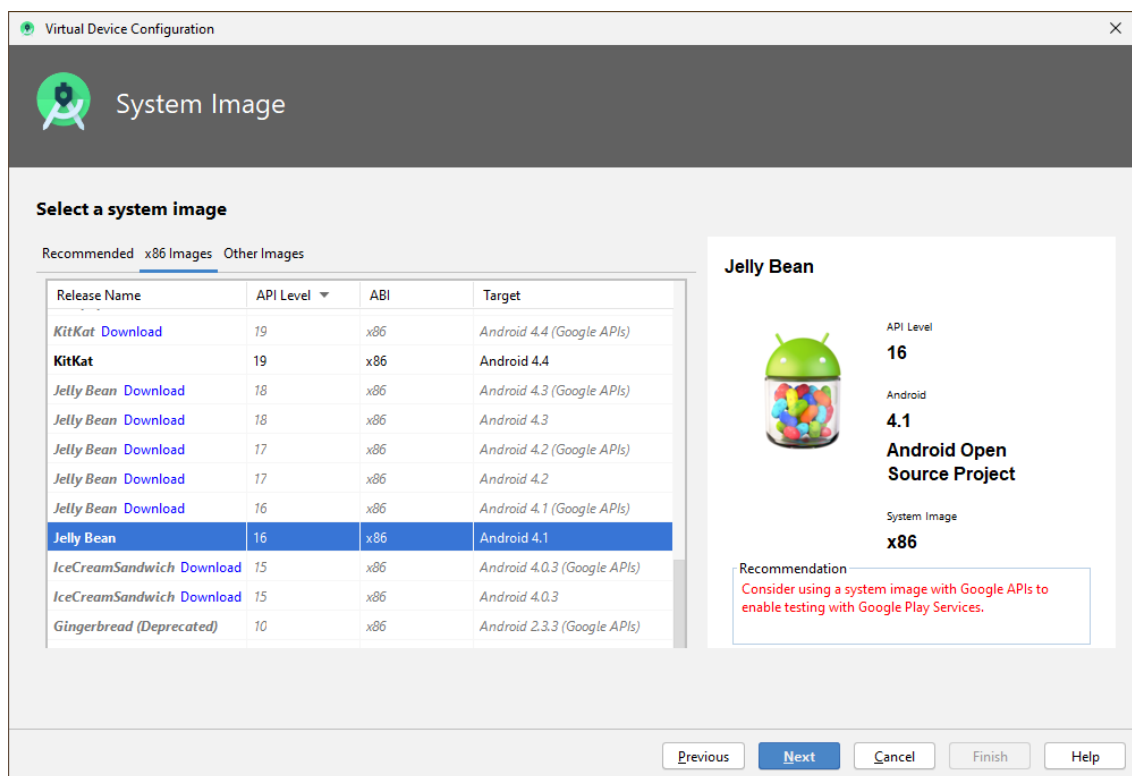 Virtual Device Configuration
System Image
Select a system image
Recommended x86 Images Other Images
Release Name API Level ABI Target
KitKat Download 19 x86 Android 4.4 (Google APIs)
KitKat 19 x86 Android 4.4
Jelly Bean Download 18 x86 Android 4.3 (Google APIs)
Jelly Bean Download 18 x86 Android 4.3
Jelly Bean Download 17 x86 Android 4.2 (Google APIs)
Jelly Bean Download 17 x86 Android 4.2
Jelly Bean Download 16 x86 Android 4.1 (Google APIs)
Jelly Bean 16 x86 Android 4.1
IceCreamSandwich Download 15 x86 Android 4.0.3 (Google APIs)
IceCreamSandwich Download 15 x86 Android 4.0.3
Gingerbread (Deprecated) 10 x86 Android 2.3.3 (Google APIs)
Jelly Bean
API Level
16
Android
4.1
Android Open
Source Project
System Image
x86
Recommendation
Consider using a system image with Google APIs to
enable testing with Google Play Services.
Previous Next Cancel Finish Help